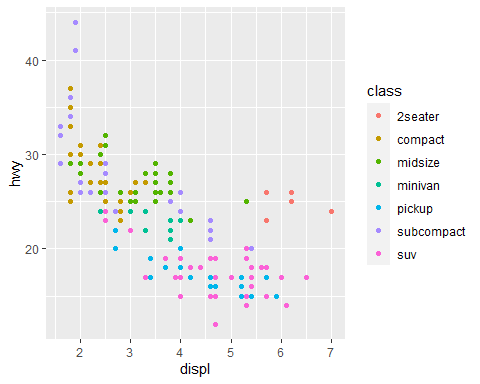 40
30
20
hwy
2 3 4 5 6 7
displ
class
2seater
compact
midsize
minivan
pickup
subcompact
suv